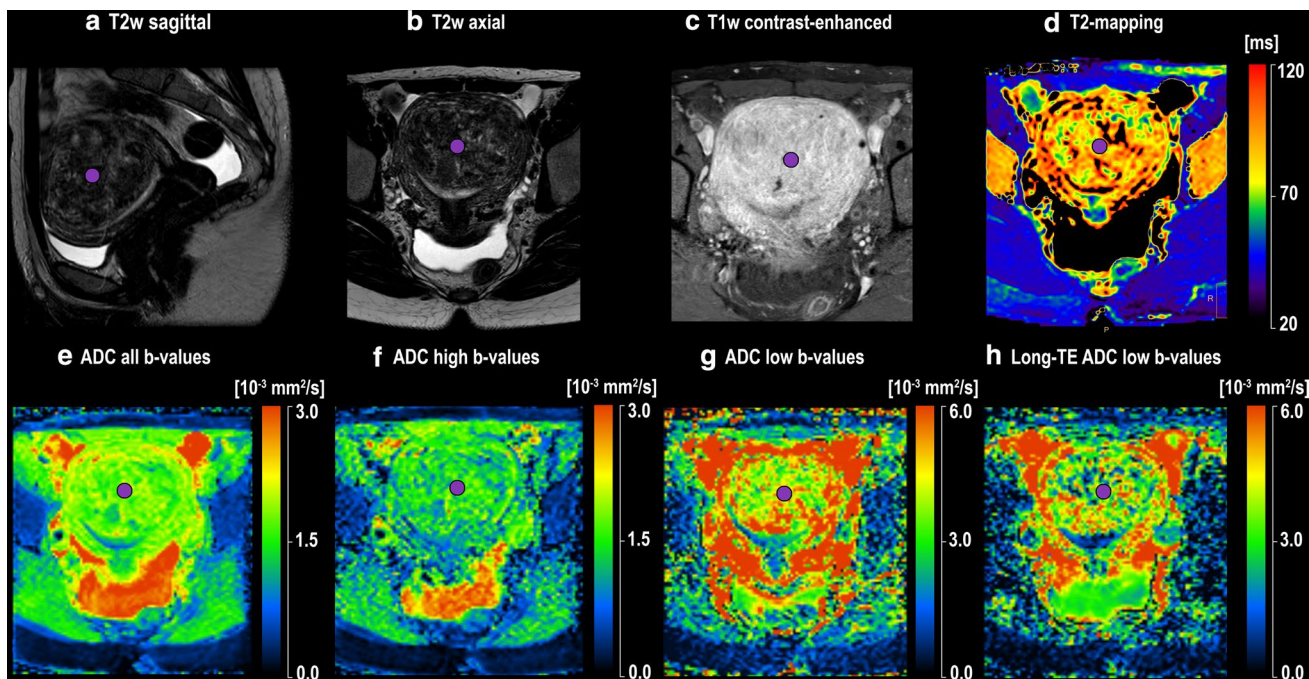 a T2w sagittal
b T2w axial
c T1w contrast-enhanced
d T2-mapping
[ms]
120
70
20
R
P
e ADC all b-values
f ADC high b-values
g ADC low b-values
h Long-TE ADC low b-values
[10-³ mm²/s]
[10-³ mm²/s]
[10-³ mm²/s]
[10-³ mm²/s]
3.0
3.0
6.0
6.0
1.5
1.5
3.0
3.0
0.0
0.0
0.0
0.0